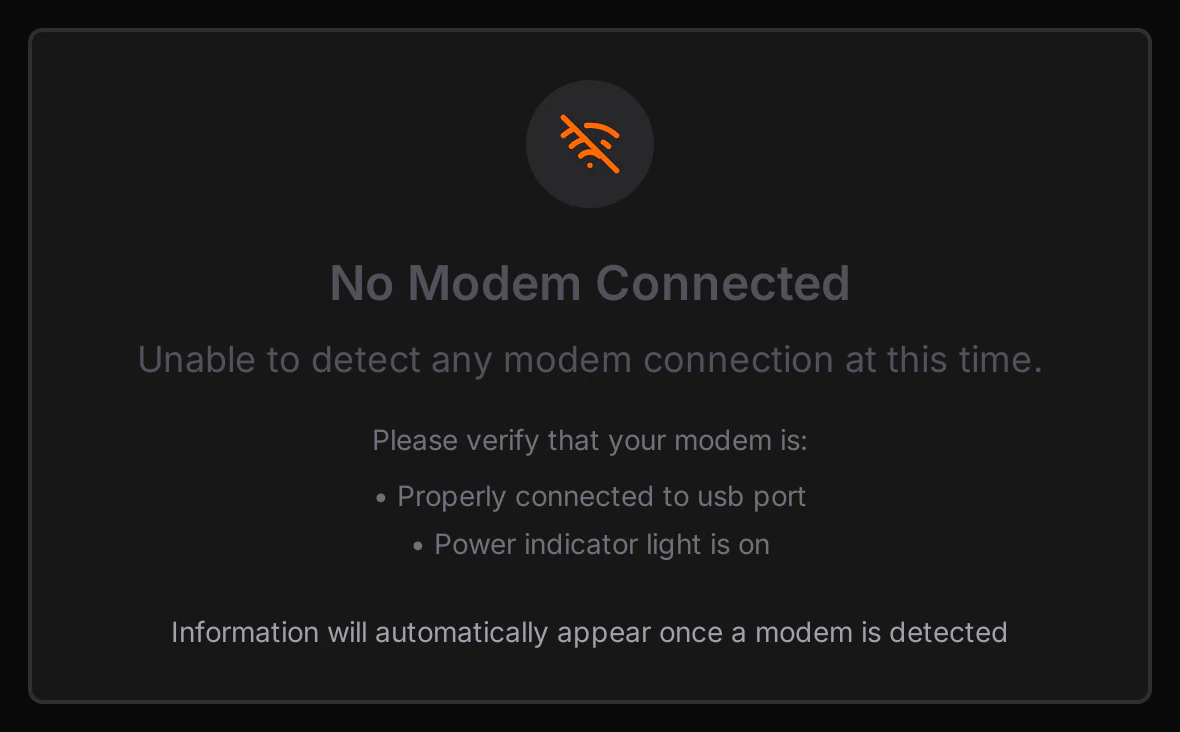 No Modem Connected
Unable to detect any modem connection at this time.
Please verify that your modem is:
• Properly connected to usb port
• Power indicator light is on
Information will automatically appear once a modem is detected